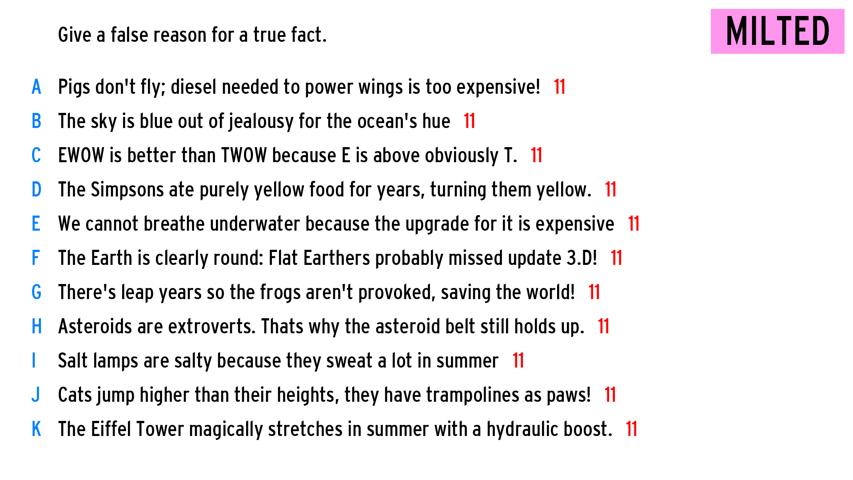 Give a false reason for a true fact.
MILTED
A Pigs don't fly; diesel needed to power wings is too expensive! 11
B The sky is blue out of jealousy for the ocean's hue 11
C EWOW is better than TWOW because E is above obviously T. 11
D The Simpsons ate purely yellow food for years, turning them yellow. 11
E We cannot breathe underwater because the upgrade for it is expensive 11
F The Earth is clearly round: Flat Earthers probably missed update 3.D! 11
G There's leap years so the frogs aren't provoked, saving the world! 11
H Asteroids are extroverts. Thats why the asteroid belt still holds up. 11
I Salt lamps are salty because they sweat a lot in summer 11
J Cats jump higher than their heights, they have trampolines as paws! 11
K The Eiffel Tower magically stretches in summer with a hydraulic boost. 11